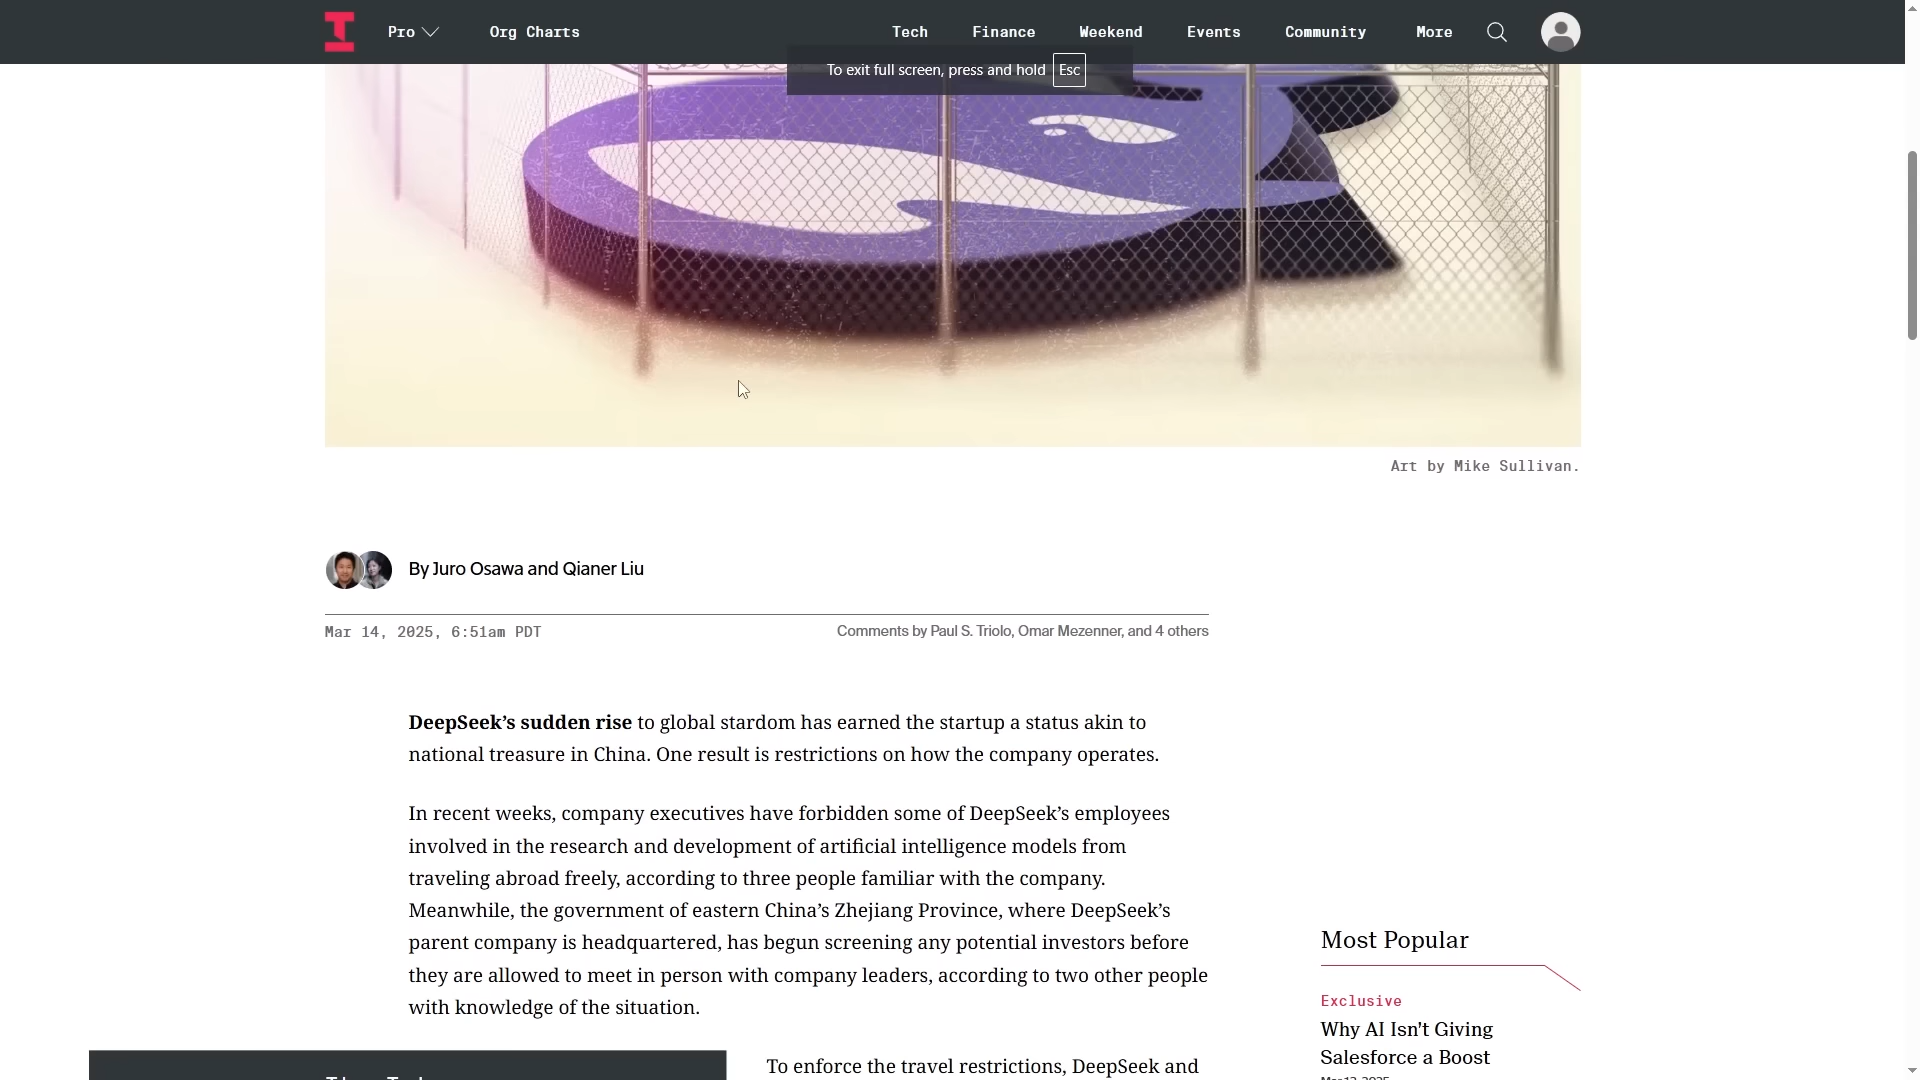 Pro
Org Charts
Tech
Finance
Weekend
Events
Community
More
To exit full screen, press and hold Esc
Art by Mike Sullivan.
By Juro Osawa and Qianer Liu
Mar 14, 2025, 6:51am PDT
Comments by Paul S. Triolo, Omar Mezenner, and 4 others
DeepSeek’s sudden rise to global stardom has earned the startup a status akin to
national treasure in China. One result is restrictions on how the company operates.
In recent weeks, company executives have forbidden some of DeepSeek’s employees
involved in the research and development of artificial intelligence models from
traveling abroad freely, according to three people familiar with the company.
Meanwhile, the government of eastern China’s Zhejiang Province, where DeepSeek’s
parent company is headquartered, has begun screening any potential investors before
they are allowed to meet in person with company leaders, according to two other people
with knowledge of the situation.
To enforce the travel restrictions, DeepSeek and
Most Popular
Exclusive
Why AI Isn't Giving
Salesforce a Boost